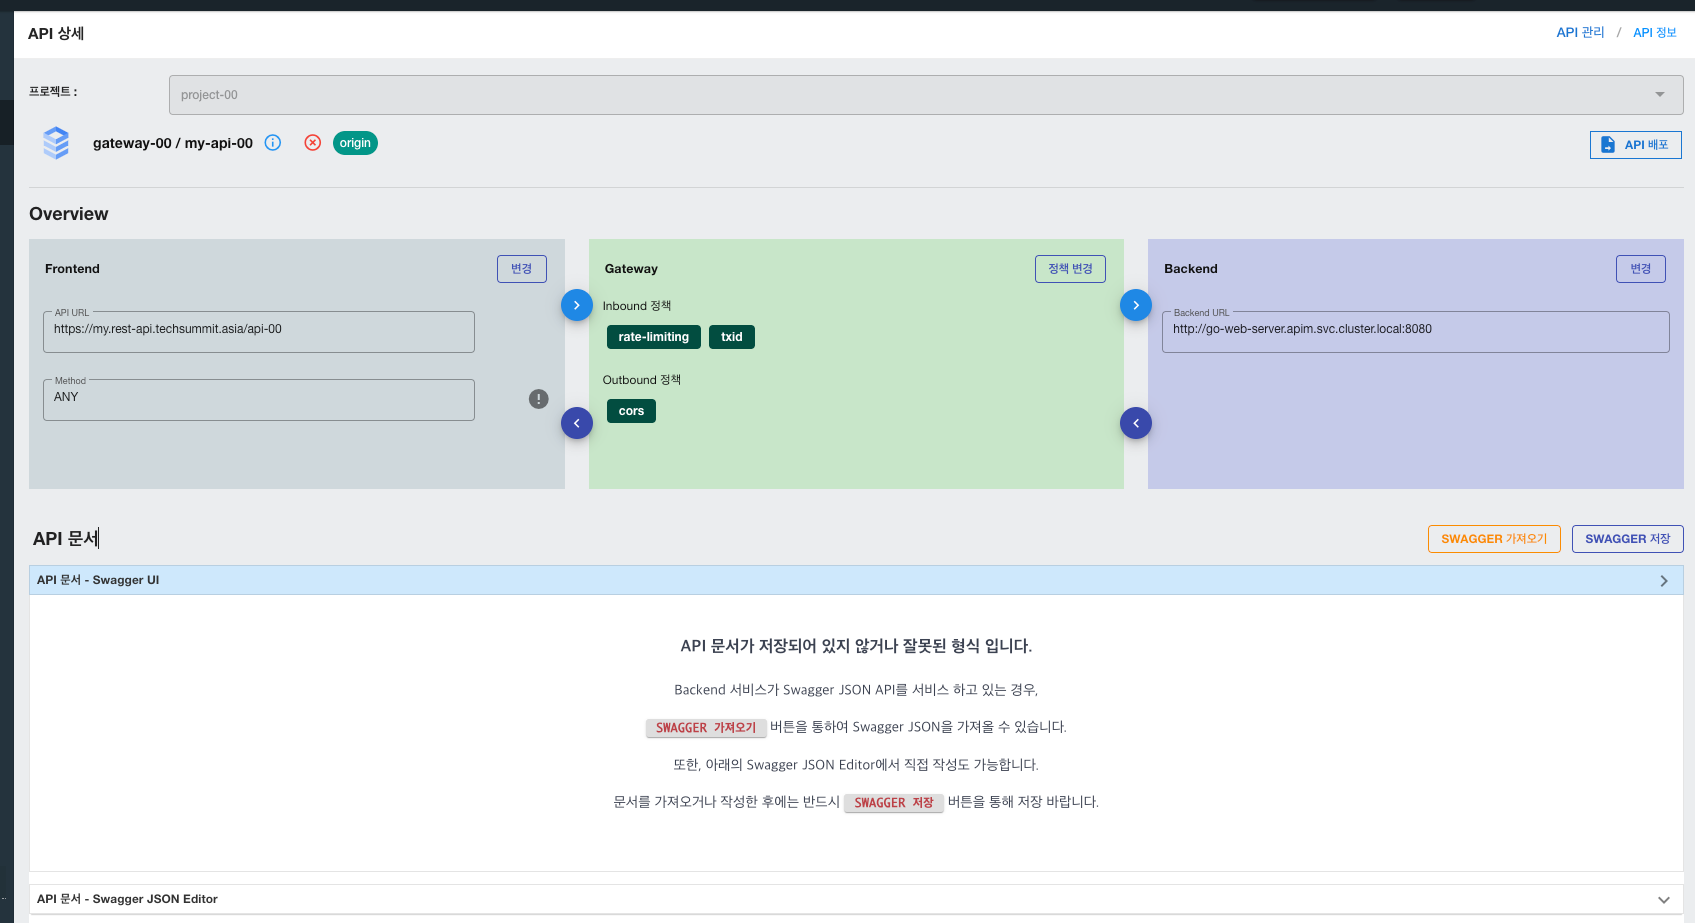 API 상세
API 관리 / API 정보
프로젝트 :
project-00
gateway-00 / my-api-00
origin
API 배포
Overview
Frontend
변경
API URL
https://my.rest-api.techsummit.asia/api-00
Method
ANY
Gateway
정책 변경
Inbound 정책
rate-limiting txid
Outbound 정책
cors
Backend
변경
Backend URL
http://go-web-server.apim.svc.cluster.local:8080
API 문서
SWAGGER 가져오기
SWAGGER 저장
API 문서 - Swagger UI
API 문서가 저장되어 있지 않거나 잘못된 형식 입니다.
Backend 서비스가 Swagger JSON API를 서비스 하고 있는 경우,
SWAGGER 가져오기 버튼을 통하여 Swagger JSON을 가져올 수 있습니다.
또한, 아래의 Swagger JSON Editor에서 직접 작성도 가능합니다.
문서를 가져오거나 작성한 후에는 반드시 SWAGGER 저장 버튼을 통해 저장 바랍니다.
API 문서 - Swagger JSON Editor